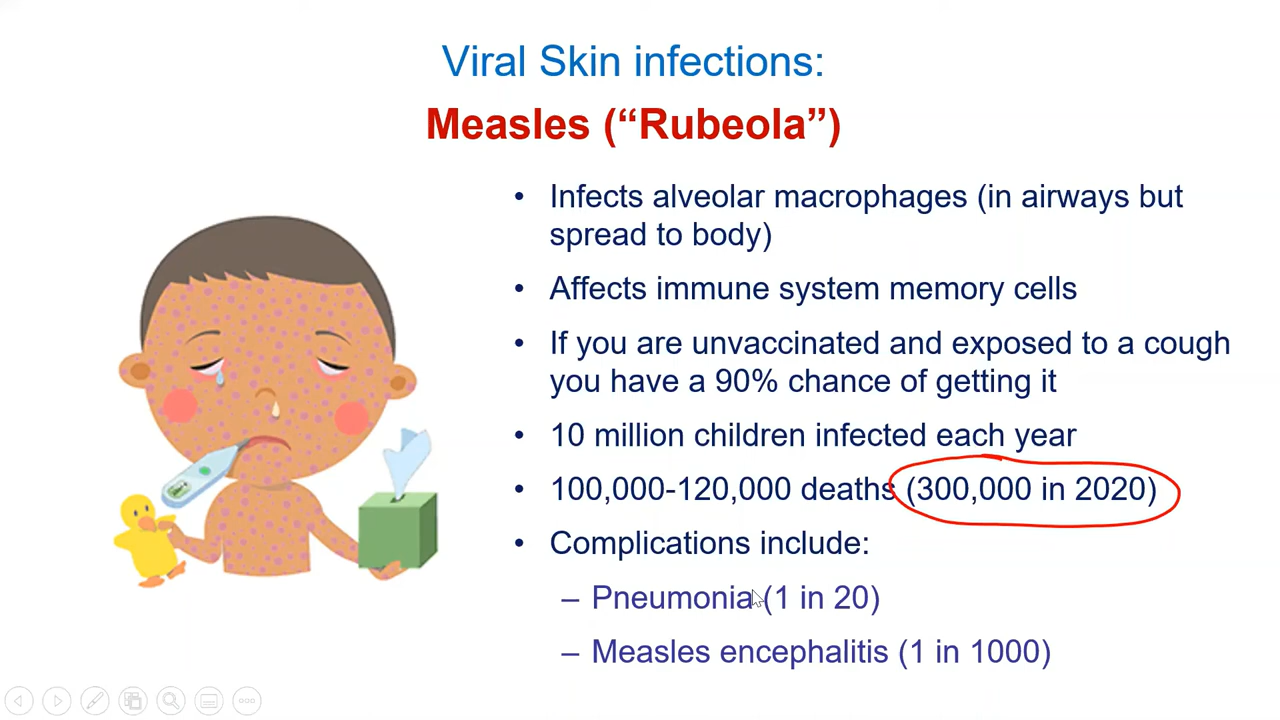 Viral Skin infections:
Measles (“Rubeola”)
• Infects alveolar macrophages (in airways but
spread to body)
• Affects immune system memory cells
• If you are unvaccinated and exposed to a cough
you have a 90% chance of getting it
• 10 million children infected each year
• 100,000-120,000 deaths (300,000 in 2020)
• Complications include:
– Pneumonia (1 in 20)
– Measles encephalitis (1 in 1000)